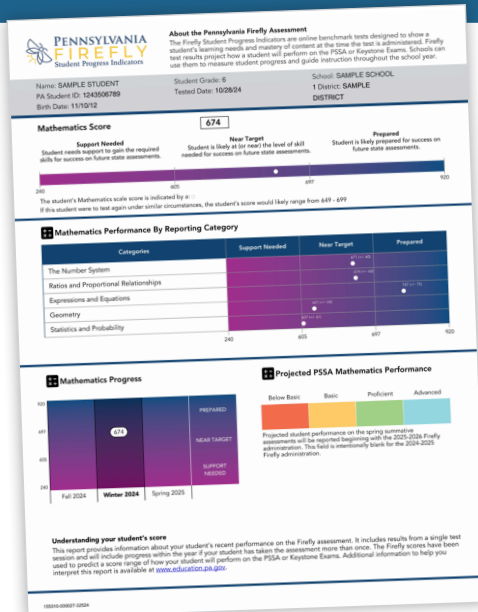 PENNSYLVANIA
FIREFLY
Student Progress Indicators
About the Pennsylvania Firefly Assessment
The Firefly Student Progress Indicators are online benchmark tests designed to show a
student's learning needs and mastery of content at the time the test is administered. Firefly
test results project how a student will perform on the PSSA or Keystone Exams. Schools can
use them to measure student progress and guide instruction throughout the school year.
Name: SAMPLE STUDENT
PA Student ID: 1243506789
Birth Date: 11/10/12
Student Grade: 6
Tested Date: 10/28/24
School: SAMPLE SCHOOL
1 District: SAMPLE
DISTRICT
Mathematics Score
674
Support Needed
Student needs support to gain the required
skills for success on future state assessments.
Near Target
Student is likely at (or near) the level of skill
needed for success on future state assessments.
Prepared
Student is likely prepared for success on
future state assessments.
240
605
697
920
The student's Mathematics scale score is indicated by a
If this student were to test again under similar circumstances, the student's score would likely range from 649 - 699
Mathematics Performance By Reporting Category
Categories
Support Needed
Near Target
Prepared
The Number System
Ratios and Proportional Relationships
Expressions and Equations
Geometry
Statistics and Probability
240
605
697
920
Mathematics Progress
920
697
605
240
674
PREPARED
NEAR TARGET
SUPPORT
NEEDED
Fall 2024
Winter 2024
Spring 2025
Projected PSSA Mathematics Performance
Below Basic
Basic
Proficient
Advanced
Projected student performance on the spring summative
assessments will be reported beginning with the 2025-2026 Firefly
administration. This field is intentionally blank for the 2024-2025
Firefly administration.
Understanding your student's score
This report provides information about your student's recent performance on the Firefly assessment. It includes results from a single test
session and will include progress within the year if your student has taken the assessment more than once. The Firefly scores have been
used to predict a score range of how your student will perform on the PSSA or Keystone Exams. Additional information to help you
interpret this report is available at www.education.pa.gov.